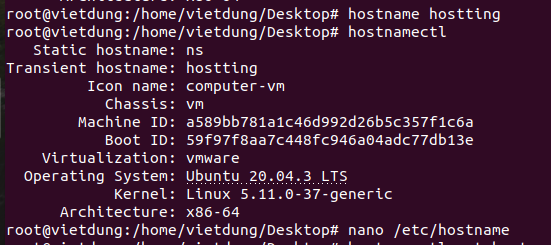 root@vietdung:/home/vietdung/Desktop# hostname hostting
root@vietdung:/home/vietdung/Desktop# hostnamectl
Static hostname: ns
Transient hostname: hostting
Icon name: computer-vm
Chassis: vm
Machine ID: a589bb781a1c46d992d26b5c357f1c6a
Boot ID: 59f97f8aa7c448fc946a04adc77db13e
Virtualization: vmware
Operating System: Ubuntu 20.04.3 LTS
Kernel: Linux 5.11.0-37-generic
Architecture: x86-64
root@vietdung:/home/vietdung/Desktop# nano /etc/hostname